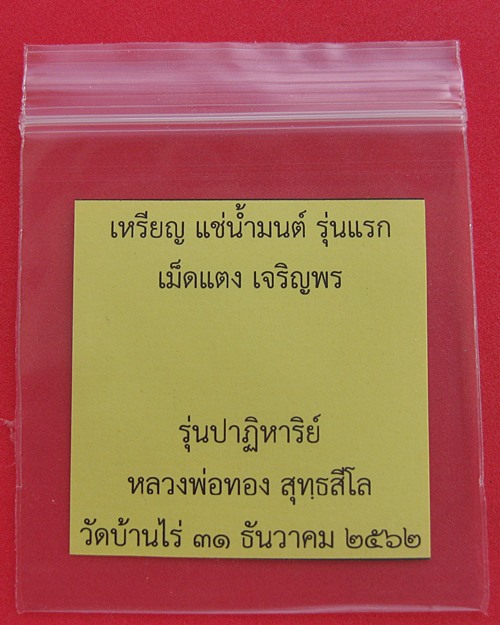 เหรียญ แช่น้ำมนต์ รุ่นแรก
เม็ดแตง เจริญพร
รุ่นปาฏิหาริย์
หลวงพ่อทอง สุทฺธสีโล
วัดบ้านไร่ ๓๑ ธันวาคม ๒๕๖๒